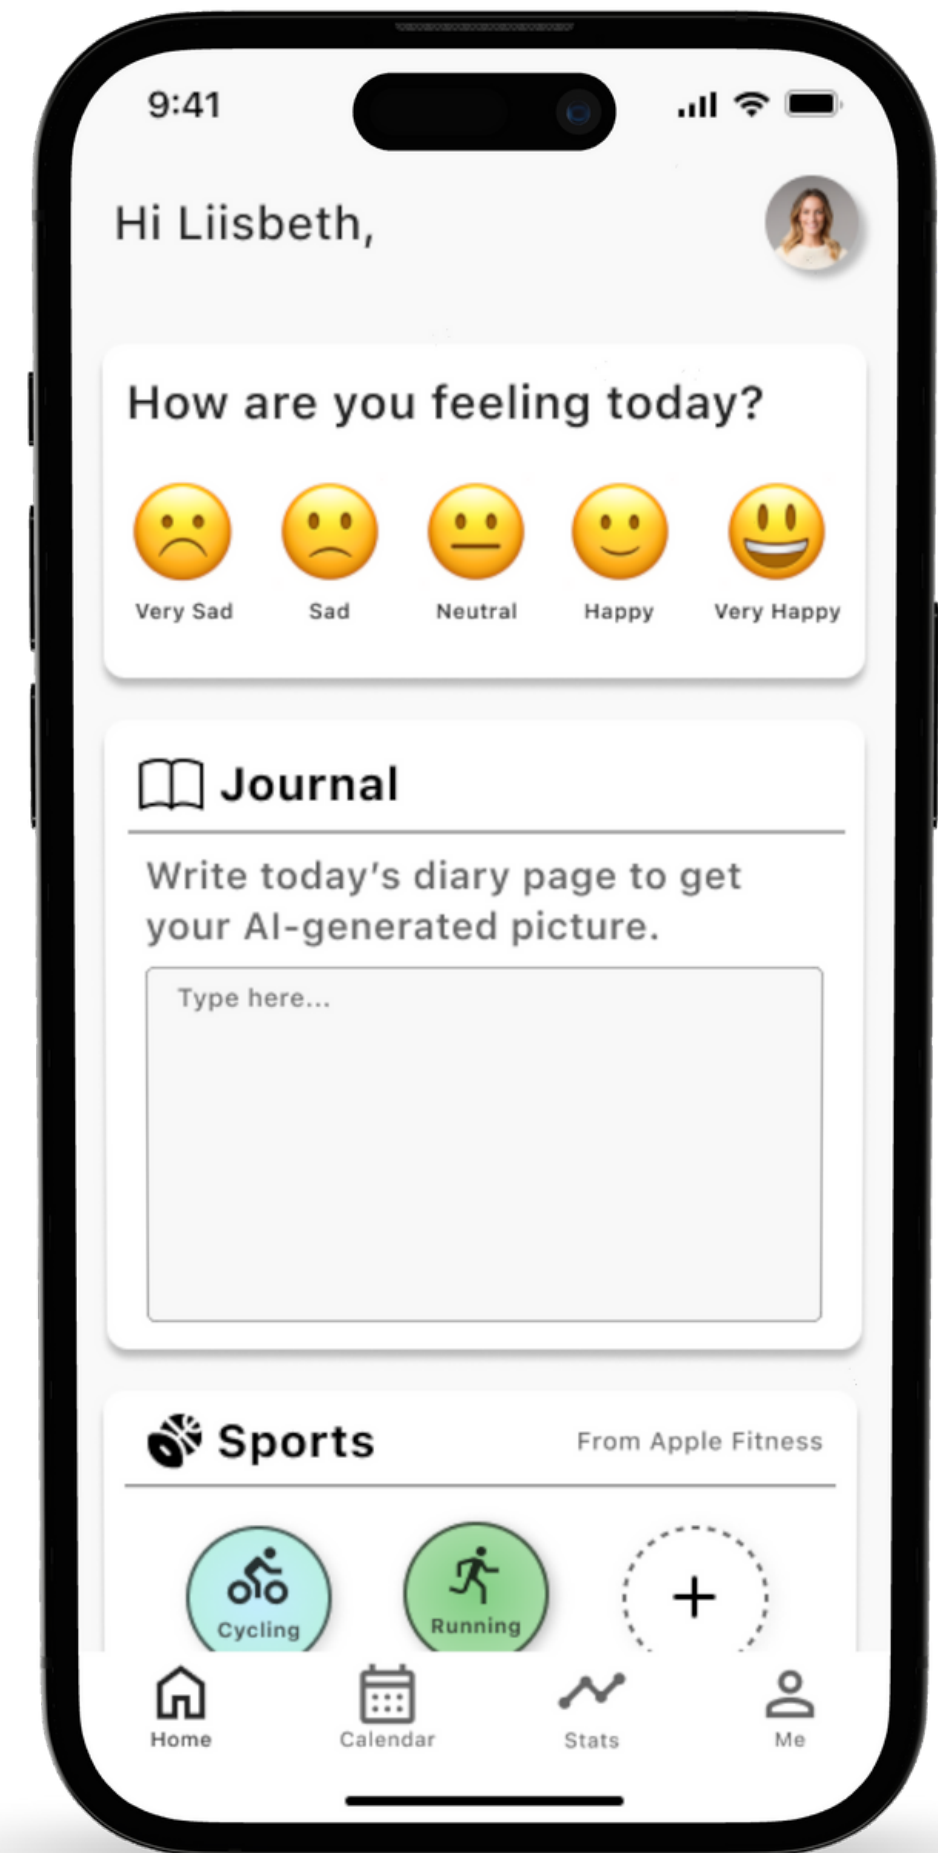 9:41
Hi Liisbeth,
How are you feeling today?
Very Sad Sad Neutral Happy Very Happy
Journal
Write today's diary page to get
your AI-generated picture.
Type here...
Sports From Apple Fitness
Cycling Running
Home Calendar Stats Me